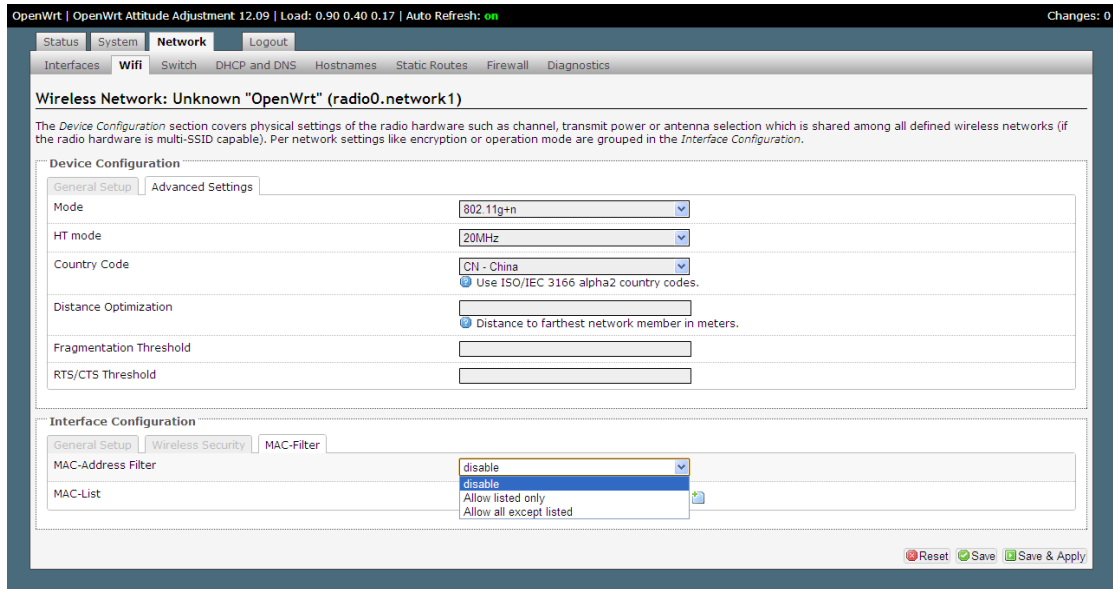 OpenWrt | OpenWrt Attitude Adjustment 12.09 | Load: 0.90 0.40 0.17 | Auto Refresh: on Changes: 0
Status System Network Logout
Interfaces Wifi Switch DHCP and DNS Hostnames Static Routes Firewall Diagnostics
Wireless Network: Unknown "OpenWrt" (radio0.network1)
The Device Configuration section covers physical settings of the radio hardware such as channel, transmit power or antenna selection which is shared among all defined wireless networks (if
the radio hardware is multi-SSID capable). Per network settings like encryption or operation mode are grouped in the Interface Configuration.
Device Configuration
General Setup Advanced Settings
Mode 802.11g+n
HT mode 20MHz
Country Code CN - China
Use ISO/IEC 3166 alpha2 country codes.
Distance Optimization
Distance to farthest network member in meters.
Fragmentation Threshold
RTS/CTS Threshold
Interface Configuration
General Setup Wireless Security MAC-Filter
MAC-Address Filter disable
disable
MAC-List Allow listed only
Allow all except listed
Reset Save Save & Apply